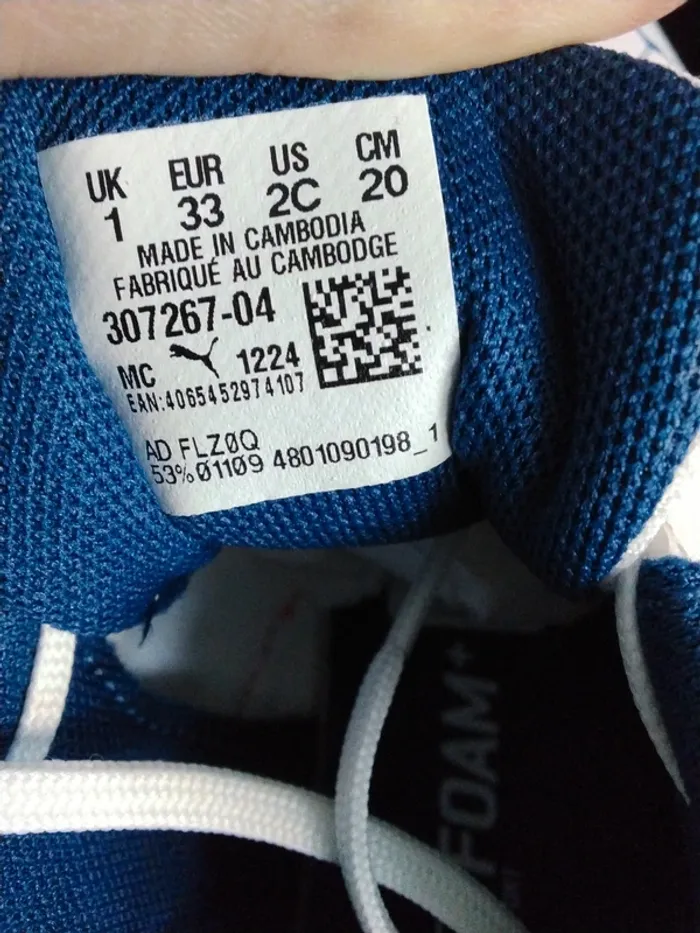 UK EUR US CM
1 33 2C 20
MADE IN CAMBODIA
FABRIQUÉ AU CAMBODGE
307267-04
MC 1224
EAN:4065452974107
AD FLZ0Q
53%01109 4801090198_1
FOAM+